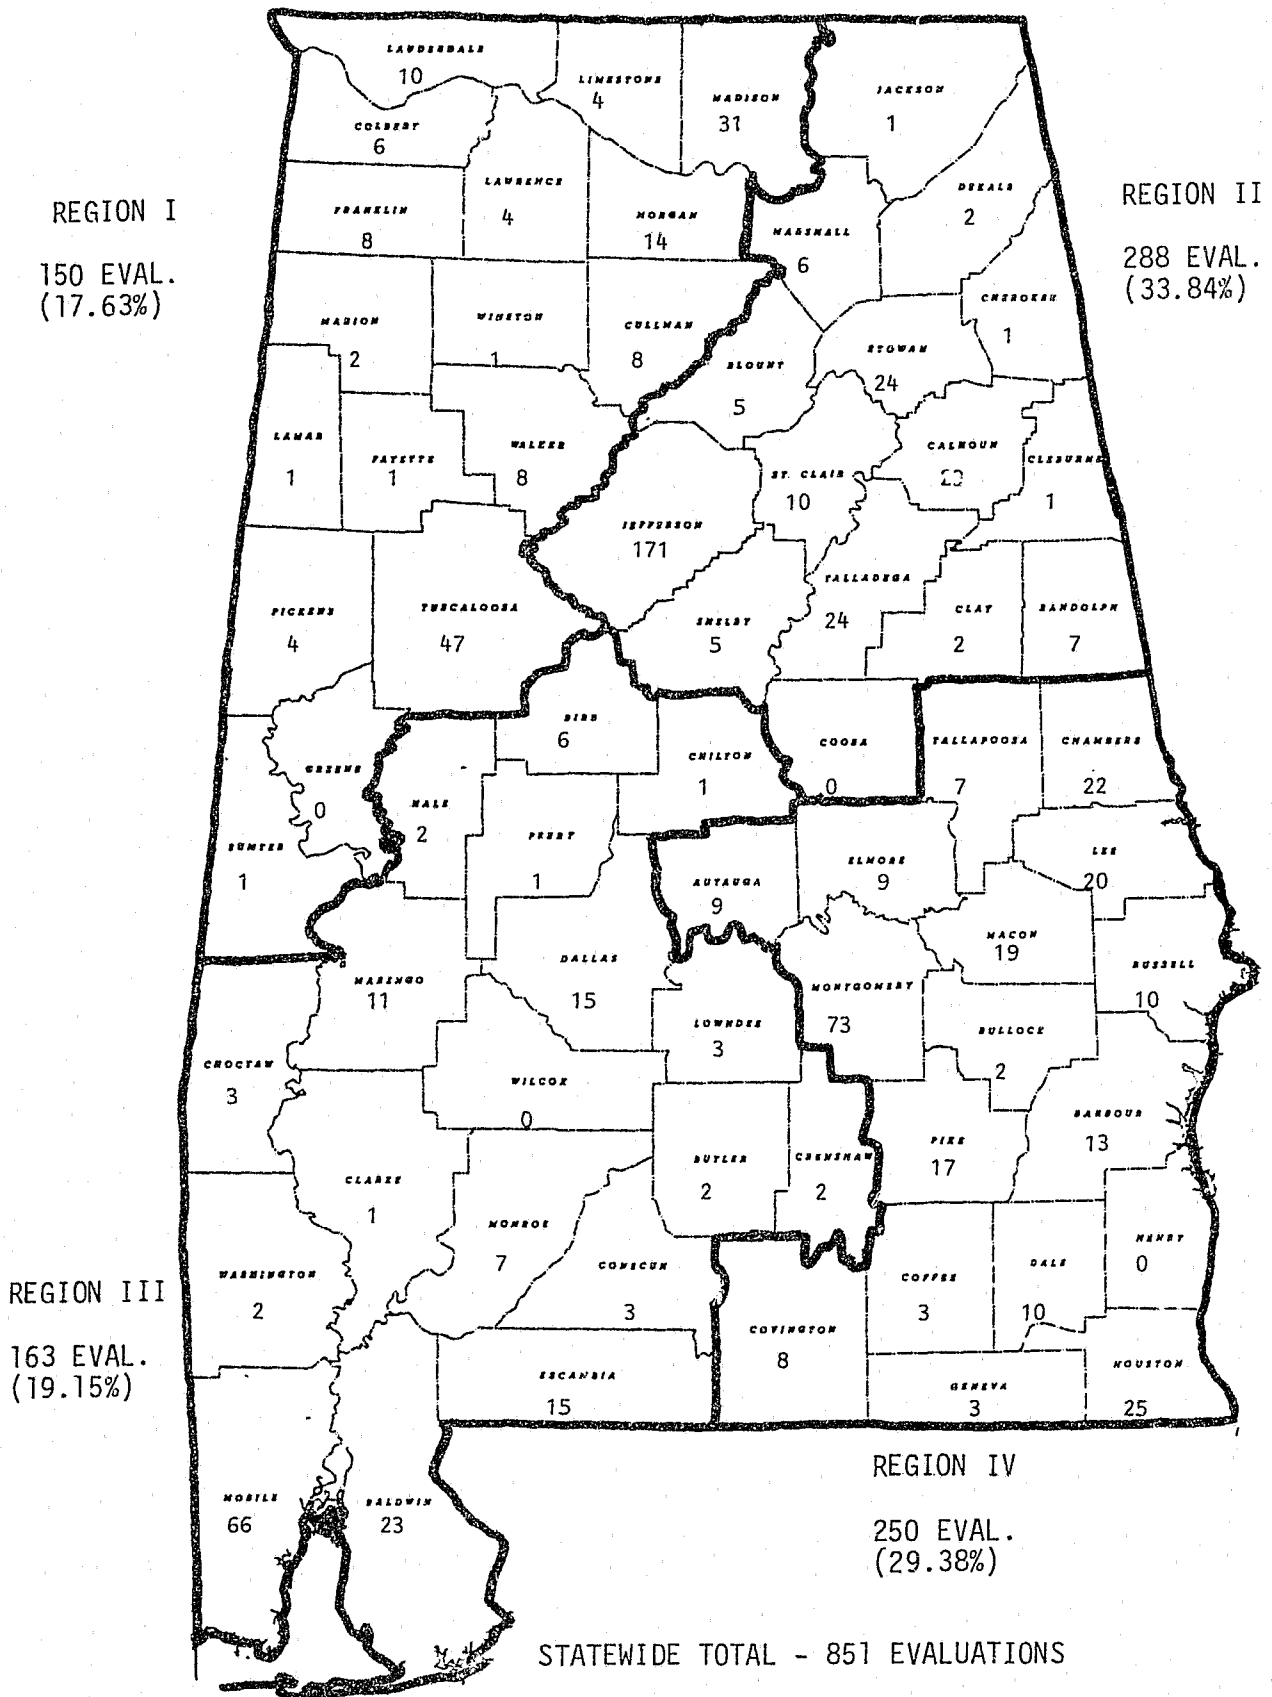 LAUDERDALE
10
LIMESTONE
4
MADISON
31
JACKSON
1
COLBERT
6
LAWRENCE
4
FRANKLIN
8
MORGAN
14
MARSHALL
6
DEKALB
2
REGION I
150 EVAL.
(17.63%)
REGION II
288 EVAL.
(33.84%)
MARION
2
WINSTON
1
CULLMAN
8
BLOUNT
5
ETOWAH
24
CHEROKEE
1
LAMAR
1
FAYETTE
1
WALKER
8
JEFFERSON
171
ST. CLAIR
10
CALHOUN
CLEBURNE
1
PICKENS
4
TUSCALOOSA
47
SHELBY
5
TALLADEGA
24
CLAY
2
RANDOLPH
7
GREENE
0
HALE
2
BIBB
6
CHILTON
1
COOSA
0
TALLAPOOSA
7
CHAMBERS
22
SUMTER
1
PERRY
1
AUTAUGA
9
ELMORE
9
LEE
20
MARENGO
11
DALLAS
15
LOWNDES
3
MONTGOMERY
73
MACON
19
RUSSELL
10
BULLOCK
2
CHOCTAW
3
WILCOX
0
BUTLER
2
CRENSHAW
2
PIKE
17
BARBOUR
13
CLARKE
1
MONROE
7
CONECUH
3
COFFEE
3
DALE
10
HENRY
0
WASHINGTON
2
REGION III
163 EVAL.
(19.15%)
ESCAMBIA
15
COVINGTON
8
GENEVA
3
HOUSTON
25
MOBILE
66
BALDWIN
23
REGION IV
250 EVAL.
(29.38%)
STATEWIDE TOTAL - 851 EVALUATIONS